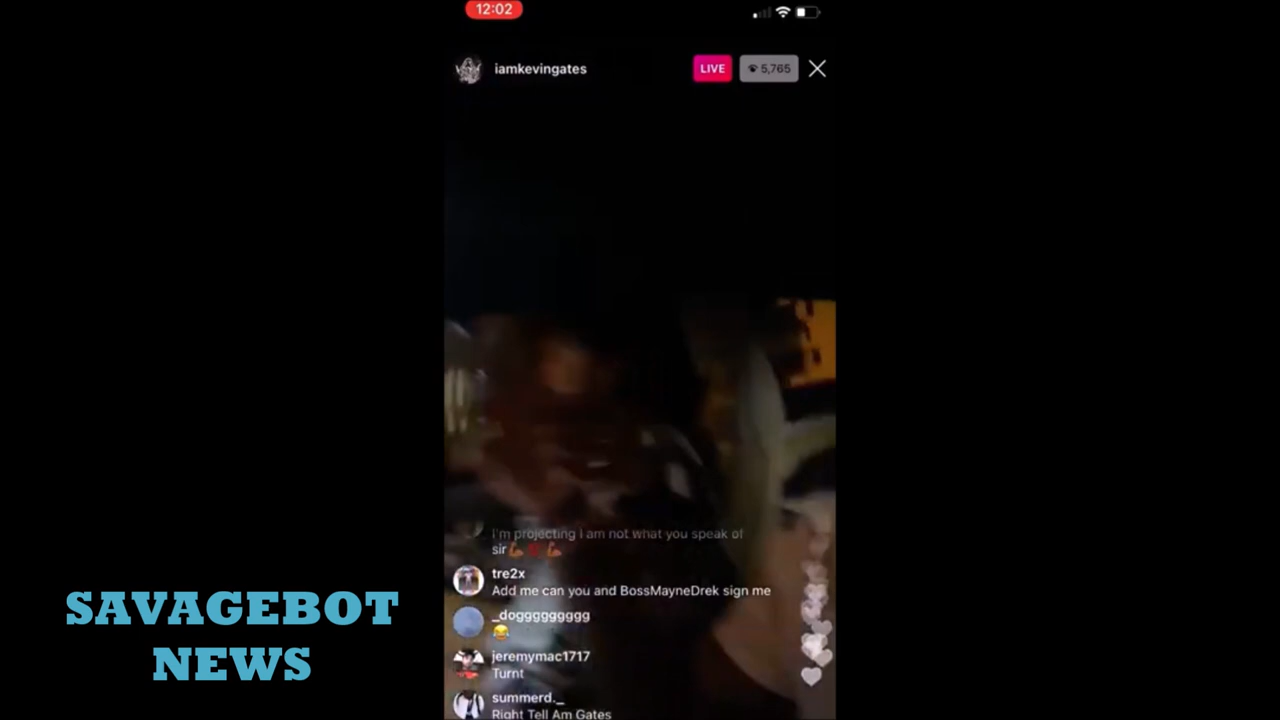 12:02
iamkevingates
LIVE
5,765
I'm projecting I am not what you speak of
sir
tre2x
Add me can you and BossMayneDrek sign me
_doggggggggg
jeremymac1717
Turnt
summerd._
Right Tell Am Gates
SAVAGEBOT
NEWS